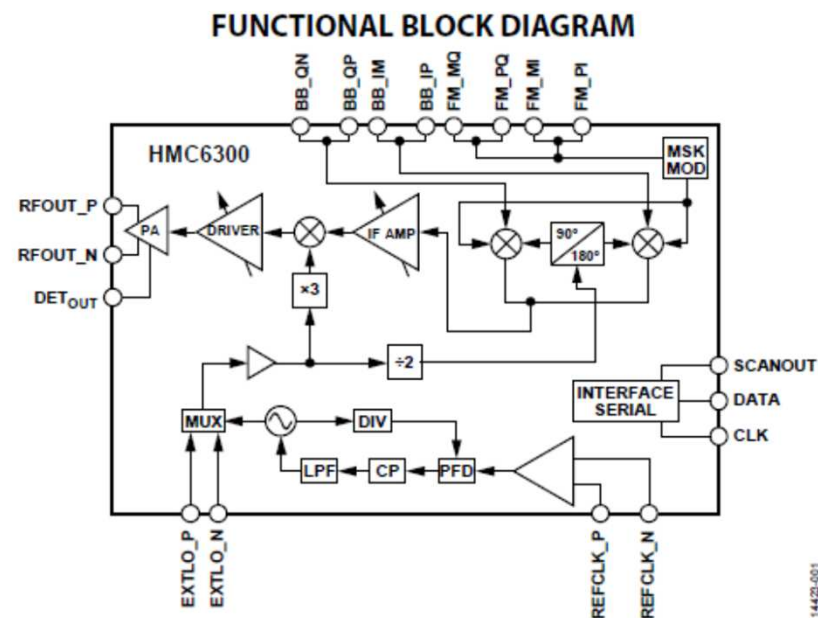 FUNCTIONAL BLOCK DIAGRAM
BB_QN
BB_QP
BB_IM
BB_IP
FM_MQ
FM_PQ
FM_MI
FM_PI
HMC6300
MSK
MOD
RFOUT_P
RFOUT_N
DETOUT
PA
DRIVER
IF AMP
90°
180°
×3
÷2
SCANOUT
DATA
CLK
INTERFACE
SERIAL
MUX
DIV
LPF
CP
PFD
EXTLO_P
EXTLO_N
REFCLK_P
REFCLK_N
14423-001